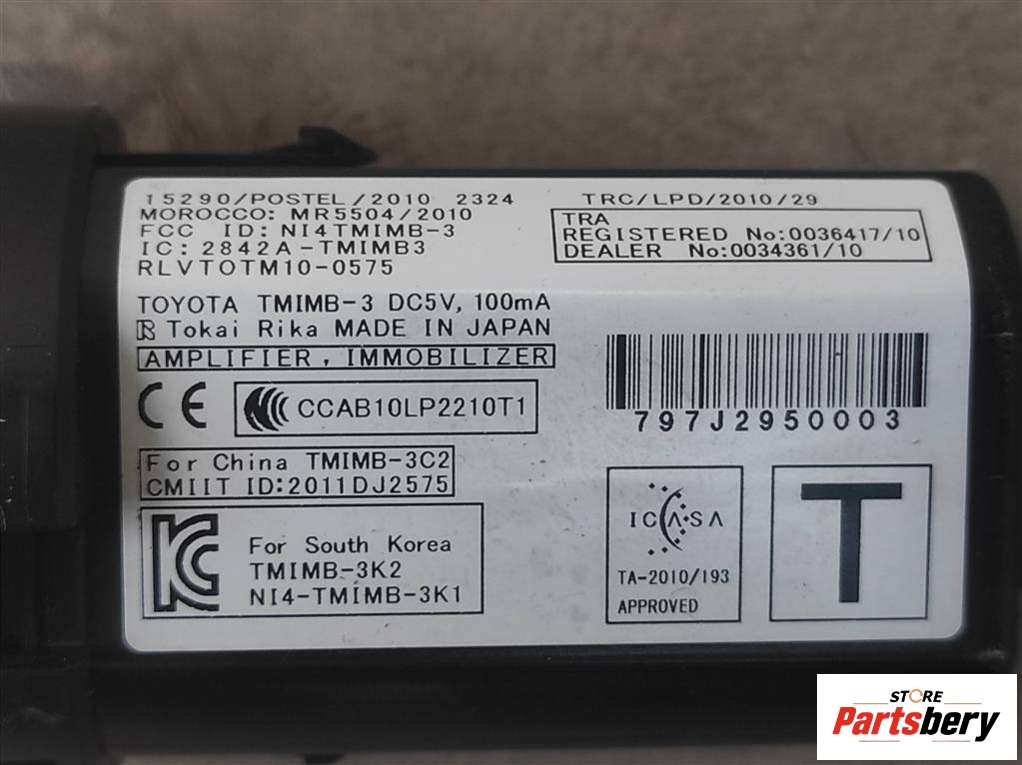 15290/POSTEL/2010 2324
MOROCCO: MR5504/2010
FCC ID: NI4TMIMB-3
IC: 2842A-TMIMB3
RLVTOTM10-0575
TRC/LPD/2010/29
TRA
REGISTERED No:0036417/10
DEALER No:0034361/10
TOYOTA TMIMB-3 DC5V, 100mA
Tokai Rika MADE IN JAPAN
AMPLIFIER, IMMOBILIZER
CE
CCAB10LP2210T1
797J2950003
For China TMIMB-3C2
CMIIT ID:2011DJ2575
KC
For South Korea
TMIMB-3K2
NI4-TMIMB-3K1
ICASA
TA-2010/193
APPROVED
T
STORE
Partsbery